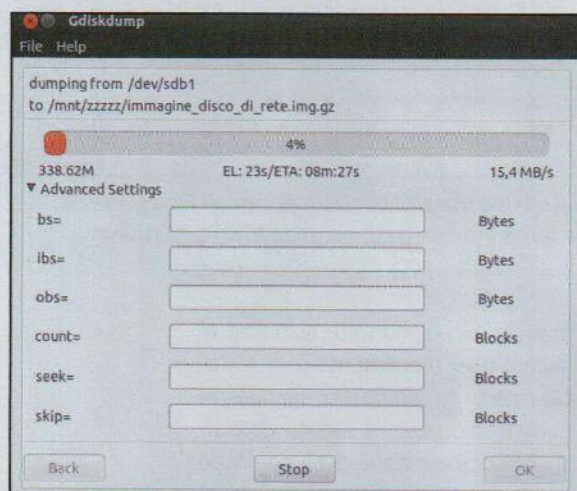 Gdiskdump
File Help
dumping from /dev/sdb1
to /mnt/zzzzz/immagine_disco_di_rete.img.gz
4%
338.62M EL: 23s/ETA: 08m:27s 15,4 MB/s
▼ Advanced Settings
bs= Bytes
ibs= Bytes
obs= Bytes
count= Blocks
seek= Blocks
skip= Blocks
Back Stop OK